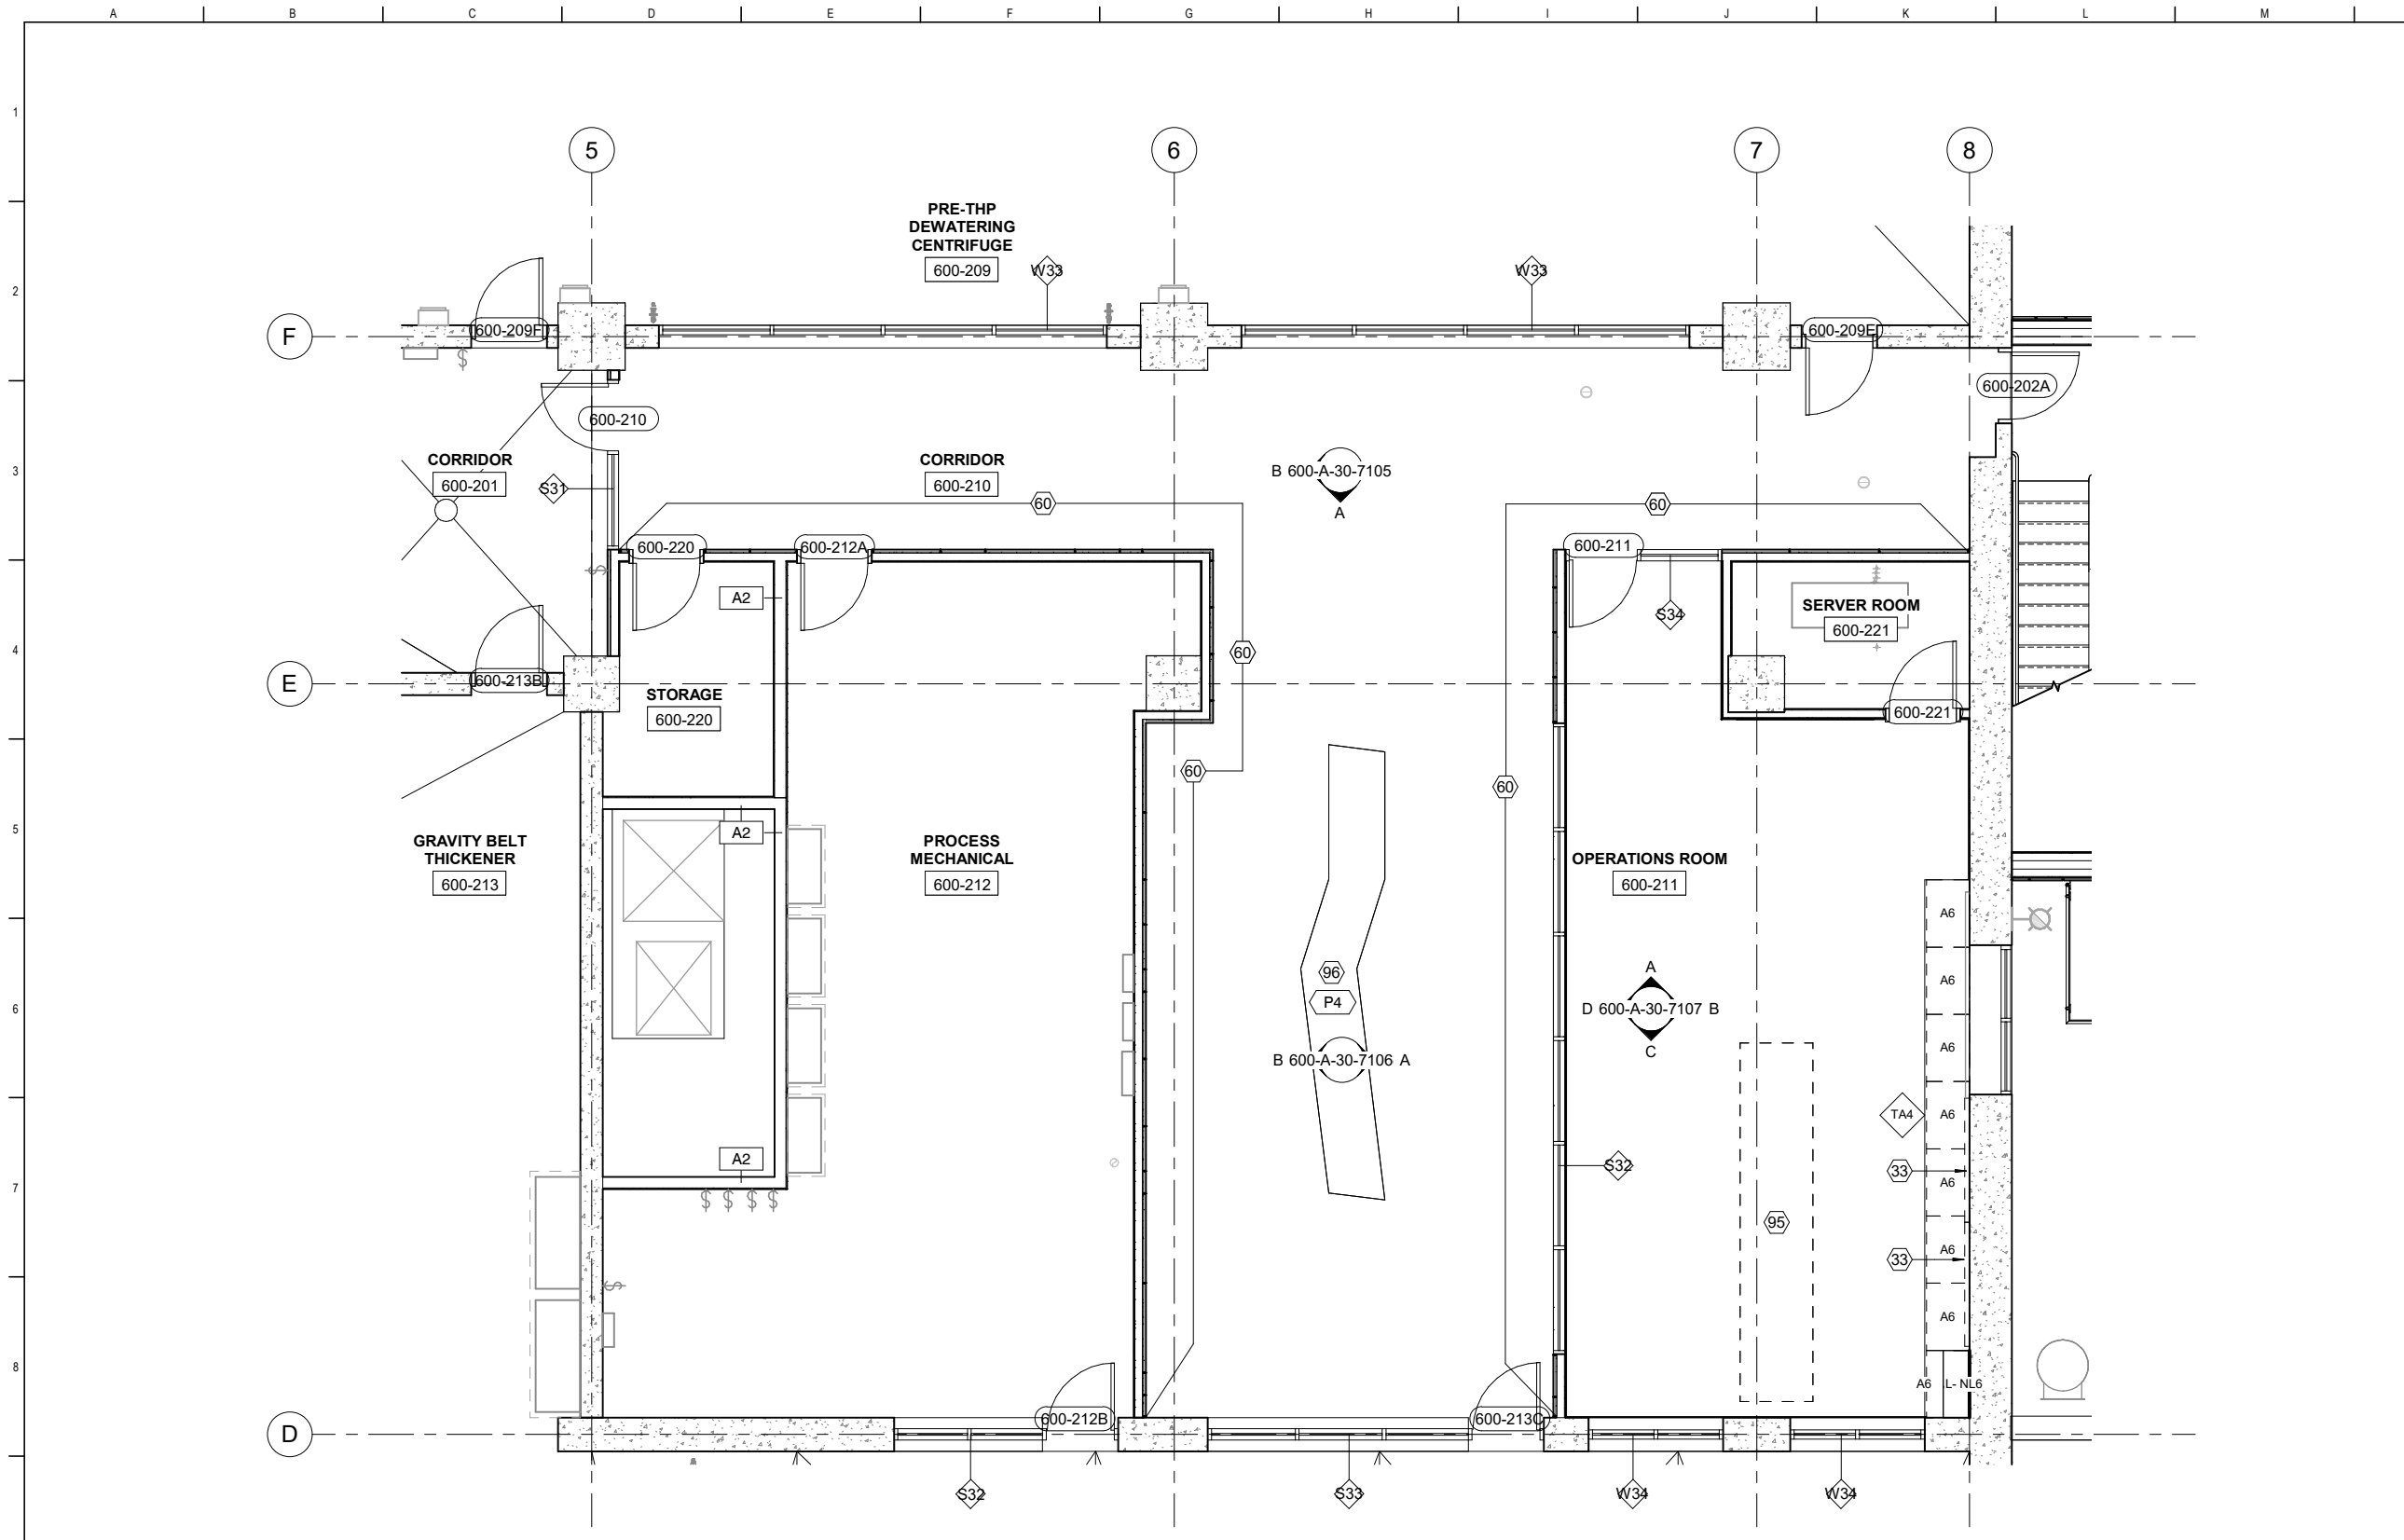 A B C D E F G H I J K L M
1
5 6 7 8
PRE-THP
DEWATERING
CENTRIFUGE
600-209
W33
W33
2
F
600-209F
600-209E
600-202A
600-210
3
CORRIDOR
600-201
S31
CORRIDOR
600-210
B 600-A-30-7105
A
60
60
600-220
600-212A
600-211
A2
S34
SERVER ROOM
600-221
4
60
E
600-213B
STORAGE
600-220
600-221
60
60
5
A2
GRAVITY BELT
THICKENER
600-213
PROCESS
MECHANICAL
600-212
OPERATIONS ROOM
600-211
A6
96
A
A6
P4
6
D 600-A-30-7107 B
C
A6
B 600-A-30-7106 A
TA4
A6
A2
S32
33
A6
7
95
33
A6
A6
8
A6 L- NL6
600-212B
600-213C
D
S32
S33
W34
W34